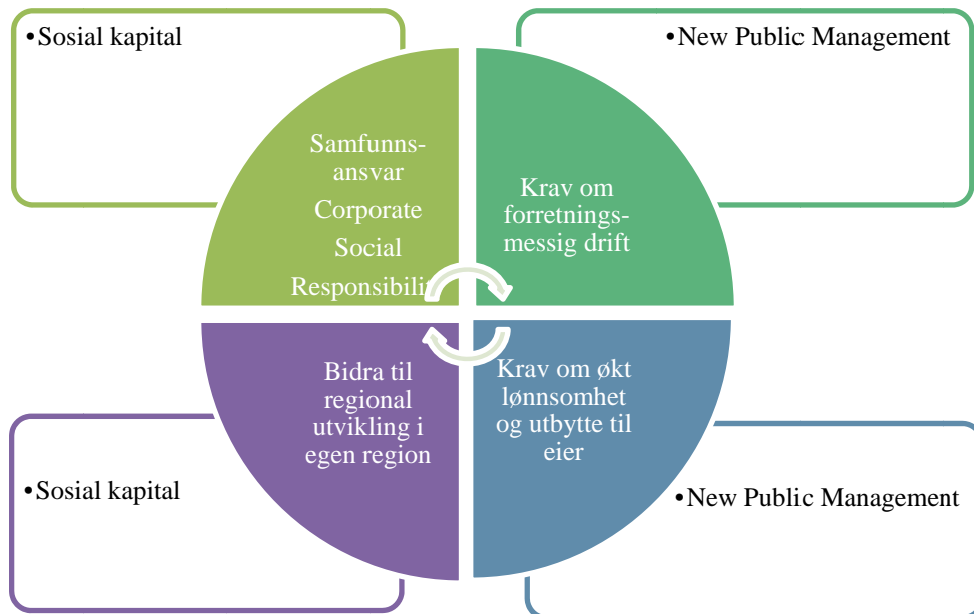 •Sosial kapital
•New Public Management
Samfunns-
ansvar
Corporate
Social
Responsibilit
Krav om
forretnings-
messig drift
Bidra til
regional
utvikling i
egen region
Krav om økt
lønnsomhet
og utbytte til
eier
•Sosial kapital
•New Public Management